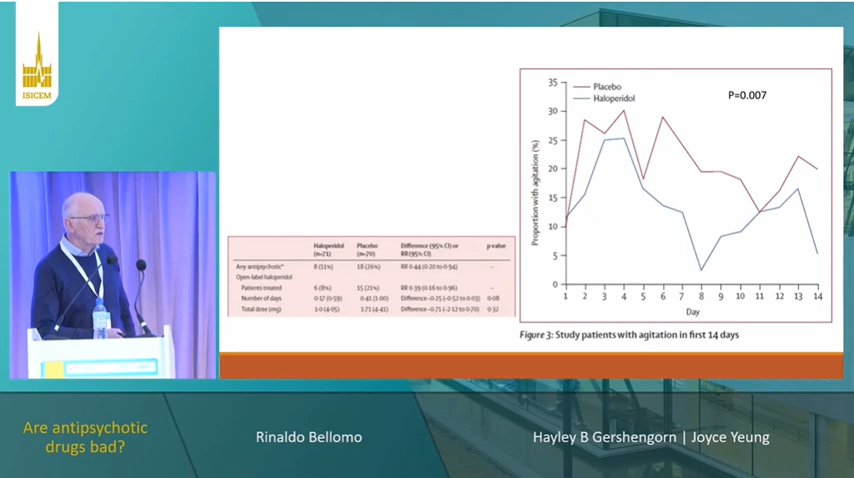 ISICEM
Haloperidol Placebo Difference (95% CI) or p value
(n=71) (n=70) RR (95% CI)
Any antipsychotic* 8 (11%) 18 (26%) RR 0·44 (0·20 to 0·94) –
Open-label haloperidol
Patients treated 6 (8%) 15 (21%) RR 0·39 (0·16 to 0·96) –
Number of days 0·17 (0·59) 0·41 (1·00) Difference –0·25 (–0·52 to 0·03) 0·08
Total dose (mg) 1·0 (4·05) 1·71 (4·41) Difference –0·71 (–2·12 to 0·70) 0·32
Placebo
Haloperidol
P=0.007
Proportion with agitation (%)
35
30
25
20
15
10
5
0
1 2 3 4 5 6 7 8 9 10 11 12 13 14
Day
Figure 3: Study patients with agitation in first 14 days
Are antipsychotic
drugs bad?
Rinaldo Bellomo
Hayley B Gershengorn | Joyce Yeung